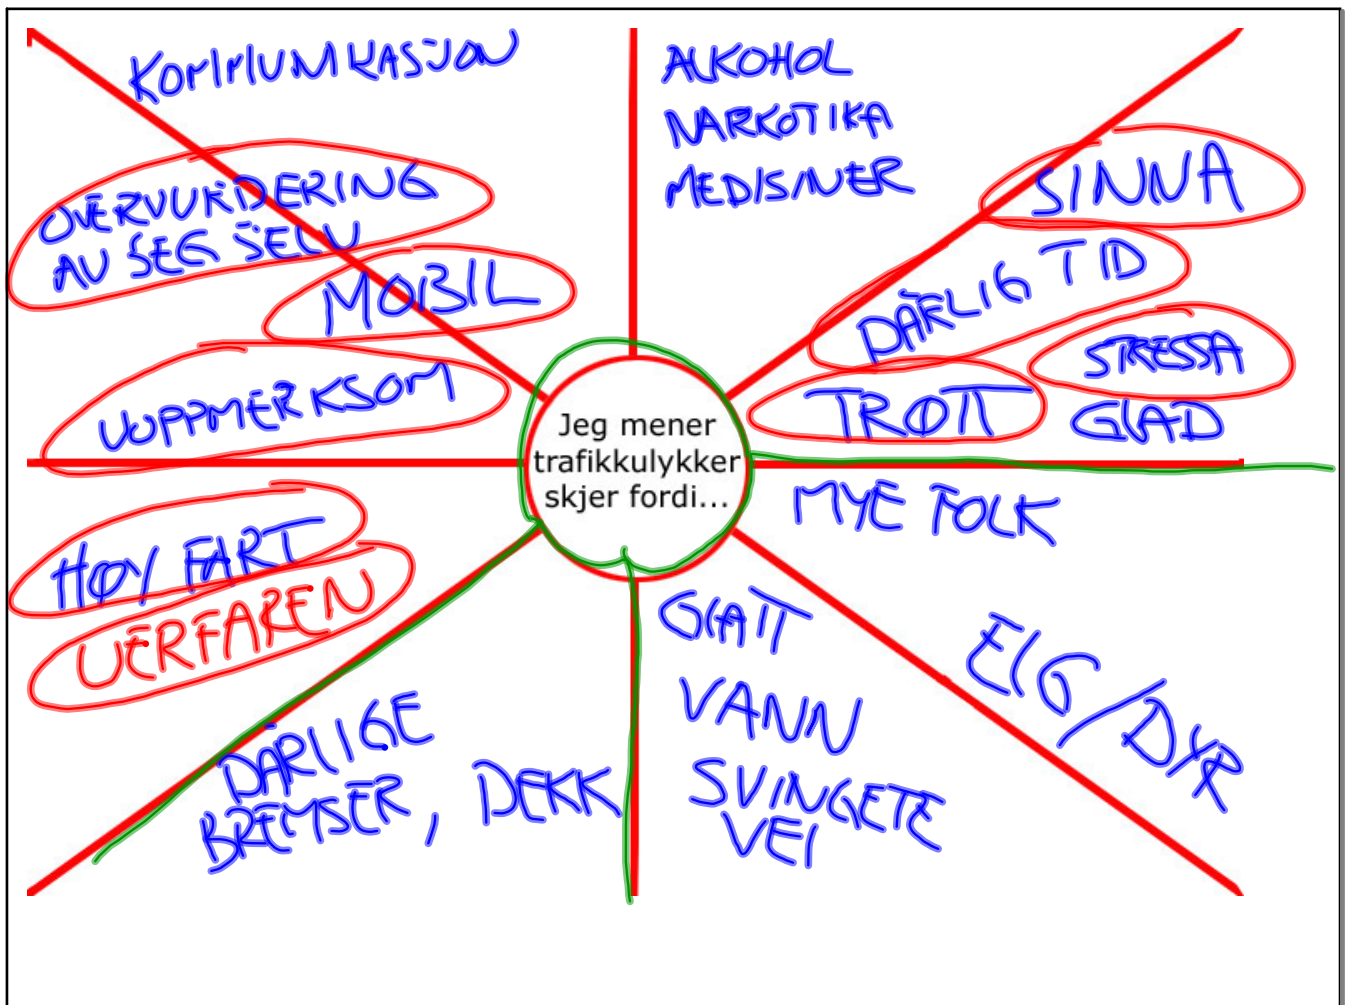 KOMMUNIKASJON
OVERVURDERING
AV SEG SELV
MOBIL
UOPPMERKSOM
ALKOHOL
NARKOTIKA
MEDISINER
SINNA
DÅRLIG TID
STRESSA
TRØTT
GLAD
Jeg mener
trafikkulykker
skjer fordi...
HØY FART
UERFAREN
DÅRLIGE
BREMSER, DEKK
MYE FOLK
GLATT
VANN
SVINGETE
VEI
ELG/DYR